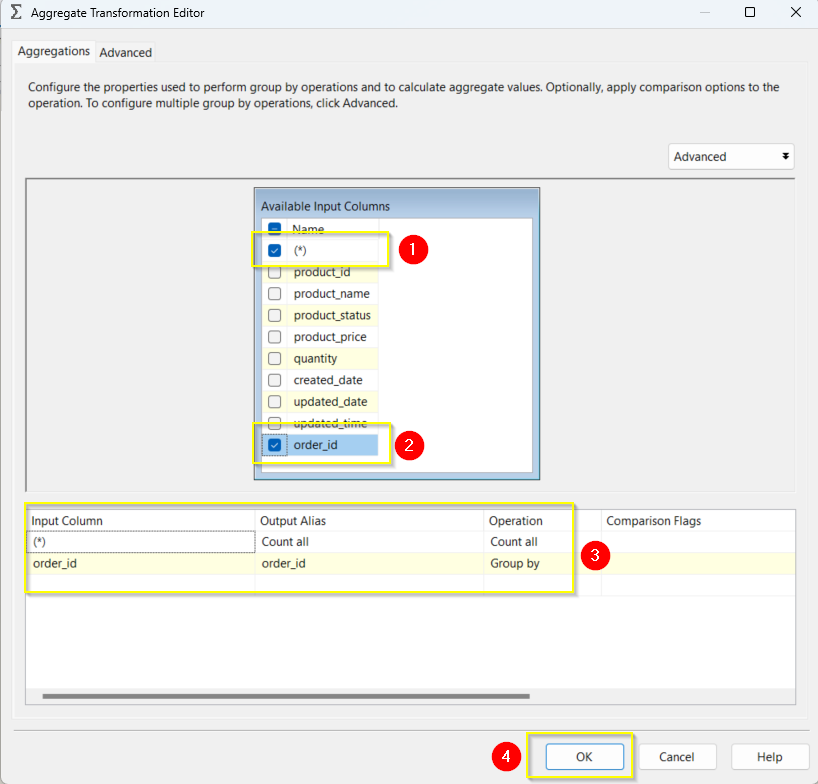 Aggregate Transformation Editor
Aggregations Advanced
Configure the properties used to perform group by operations and to calculate aggregate values. Optionally, apply comparison options to the
operation. To configure multiple group by operations, click Advanced.
Advanced
Available Input Columns
Name
(*) 1
product_id
product_name
product_status
product_price
quantity
created_date
updated_date
updated_time
order_id 2
Input Column Output Alias Operation Comparison Flags
(*) Count all Count all
order_id order_id Group by
3
4 OK Cancel Help